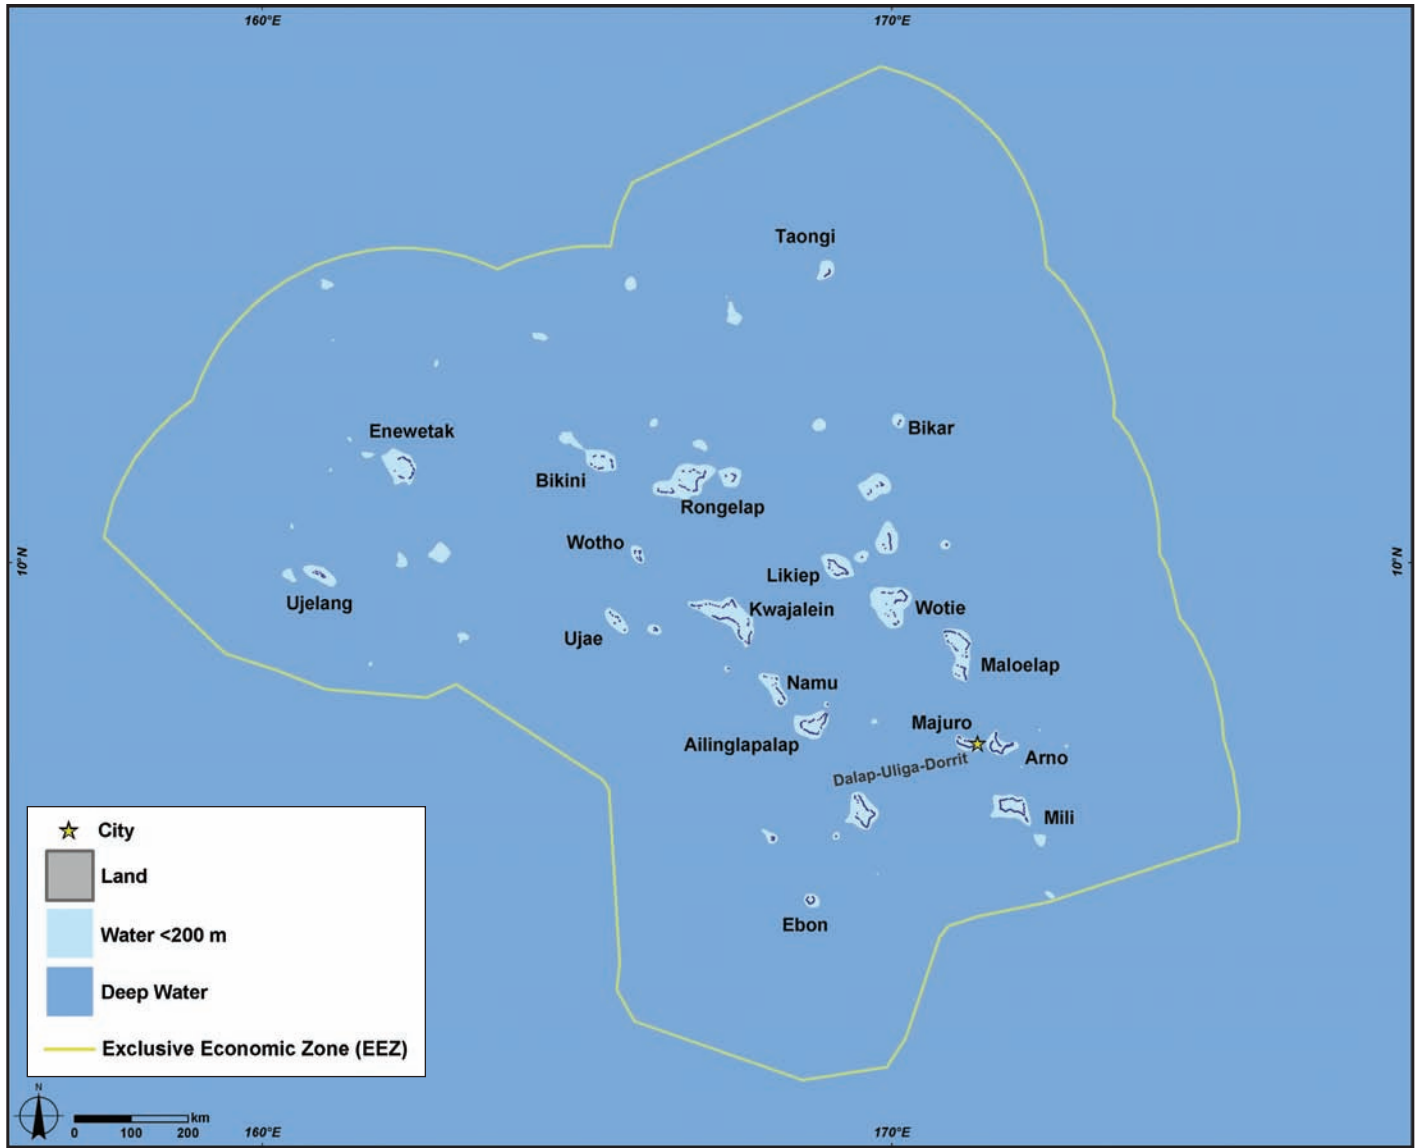 160°E 170°E
Taongi
Enewetak
Bikar
Bikini
Rongelap
Wotho
10°N
10°N
Likiep
Ujelang
Kwajalein
Wotie
Ujae
Maloelap
Namu
Majuro
Ailinglapalap
Arno
Dalap-Uliga-Dorrit
Mili
Ebon
City
Land
Water <200 m
Deep Water
Exclusive Economic Zone (EEZ)
N
km
0 100 200
160°E 170°E